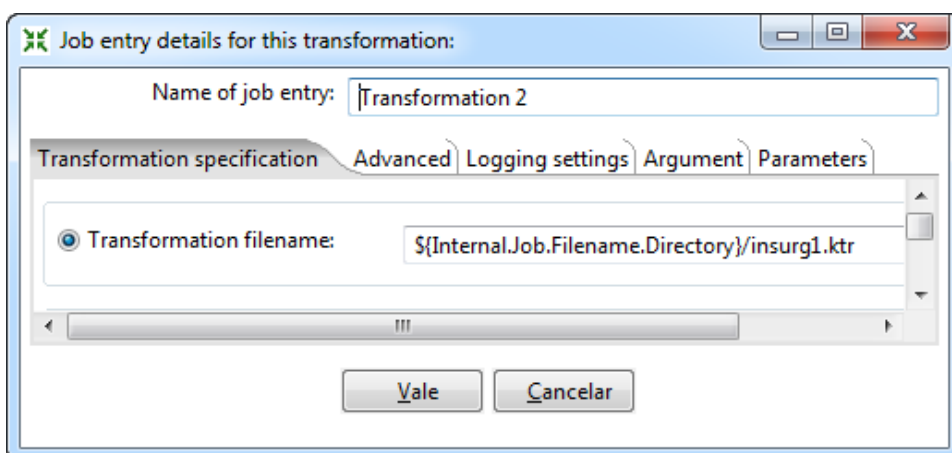 Job entry details for this transformation:
Name of job entry: Transformation 2
Transformation specification Advanced Logging settings Argument Parameters
Transformation filename: ${Internal.Job.Filename.Directory}/insurg1.ktr
Vale Cancelar